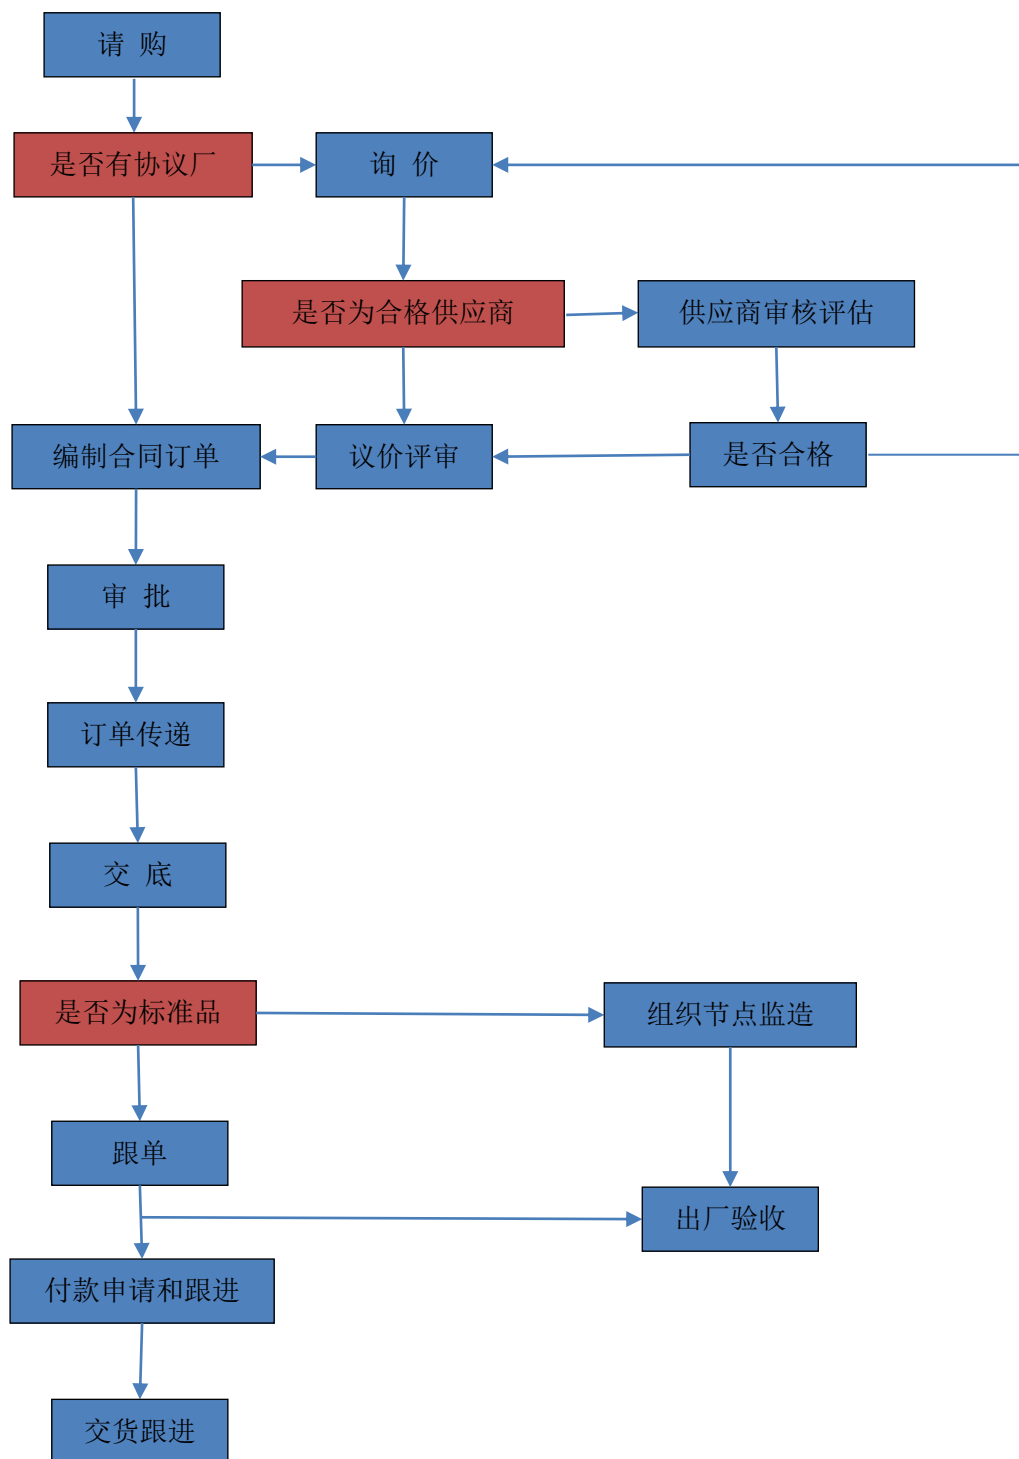 请 购
是否有协议厂
询 价
是否为合格供应商
供应商审核评估
编制合同订单
议价评审
是否合格
审 批
订单传递
交 底
是否为标准品
组织节点监造
跟单
出厂验收
付款申请和跟进
交货跟进